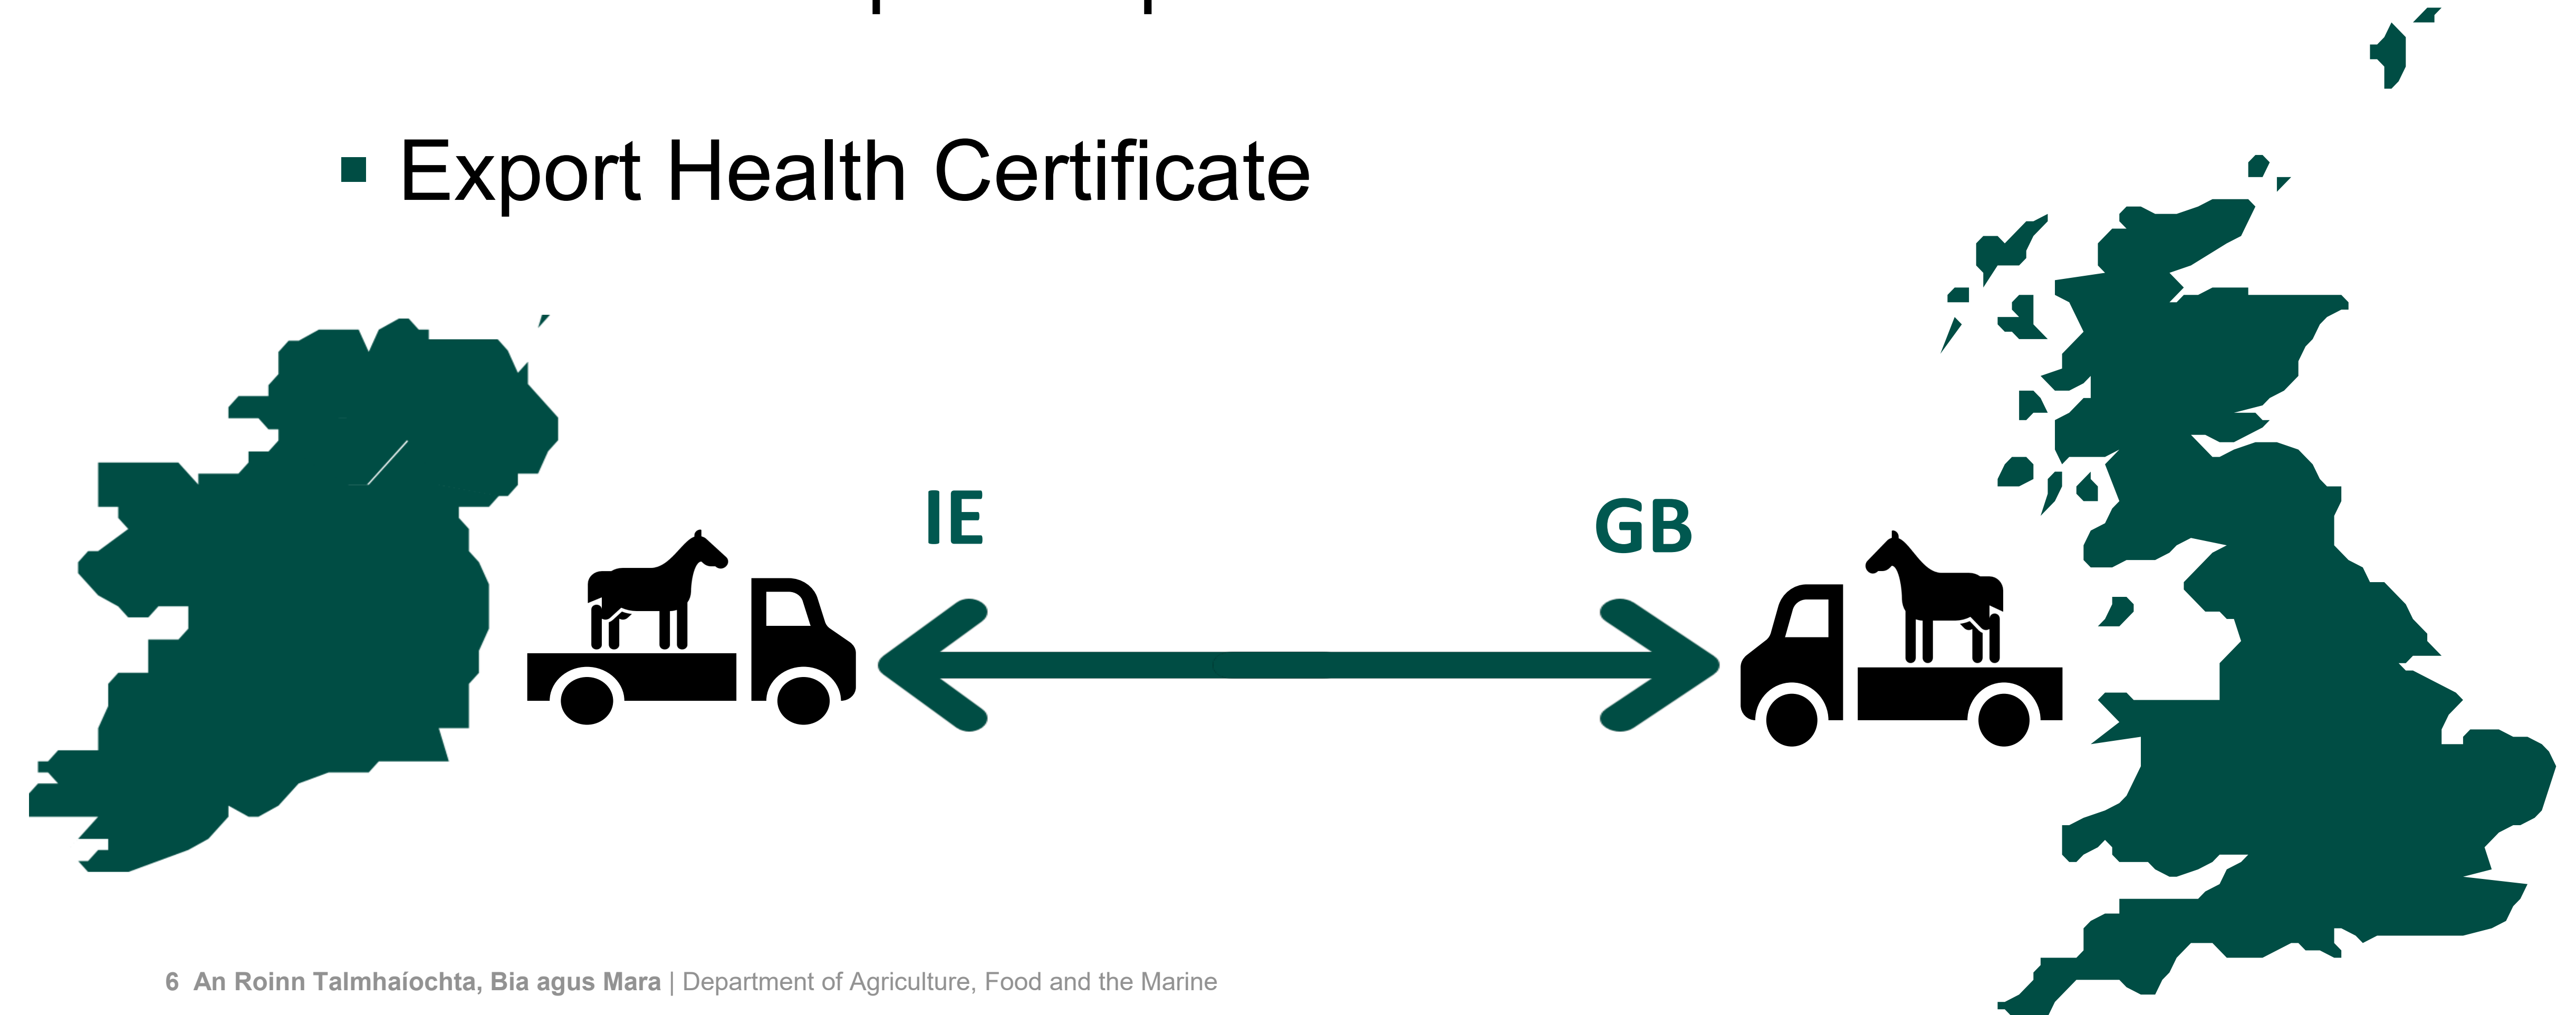 ▪ Export Health Certificate
IE
GB
6 An Roinn Talmhaíochta, Bia agus Mara | Department of Agriculture, Food and the Marine